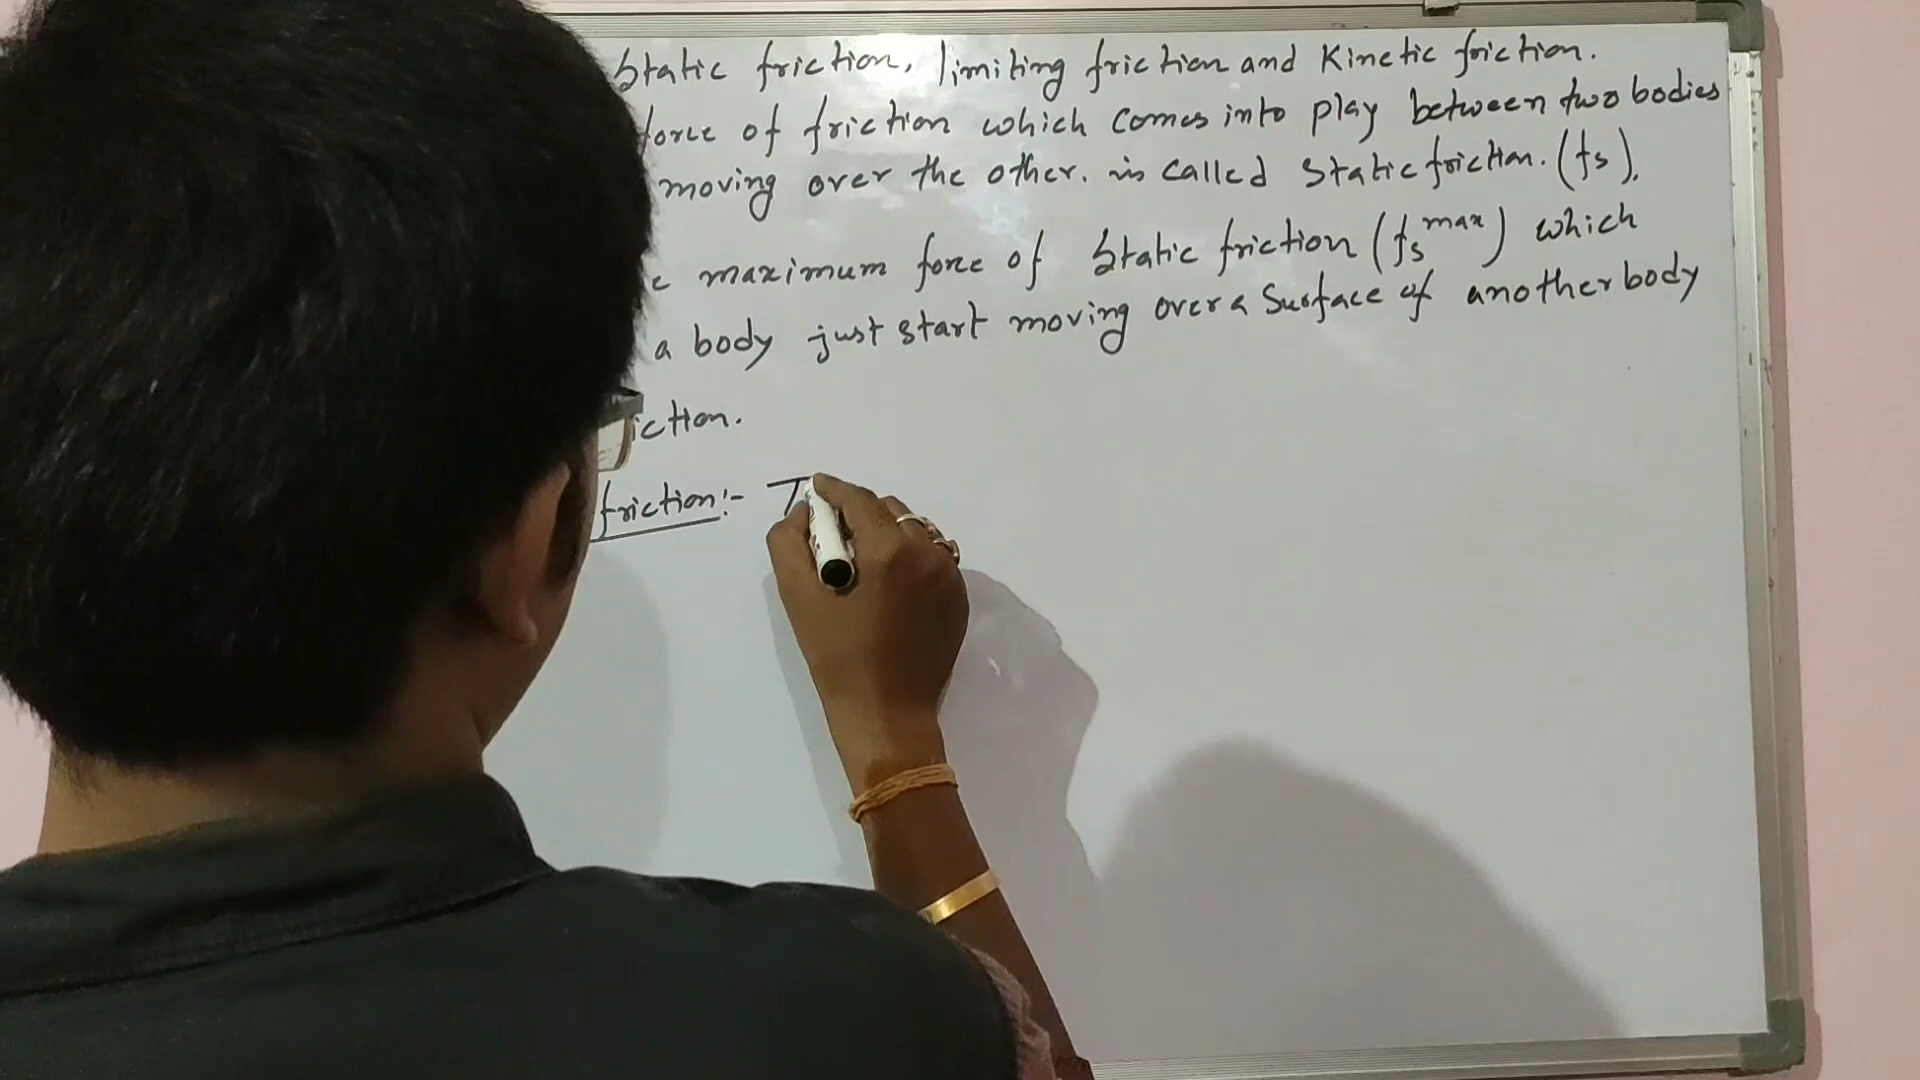 Static friction, limiting friction and Kinetic friction.
force of friction which comes into play between two bodies
moving over the other. is called Static friction. (fs).
maximum force of Static friction (fs^max) which
a body just start moving over a Surface of another body
iction.
friction:- T